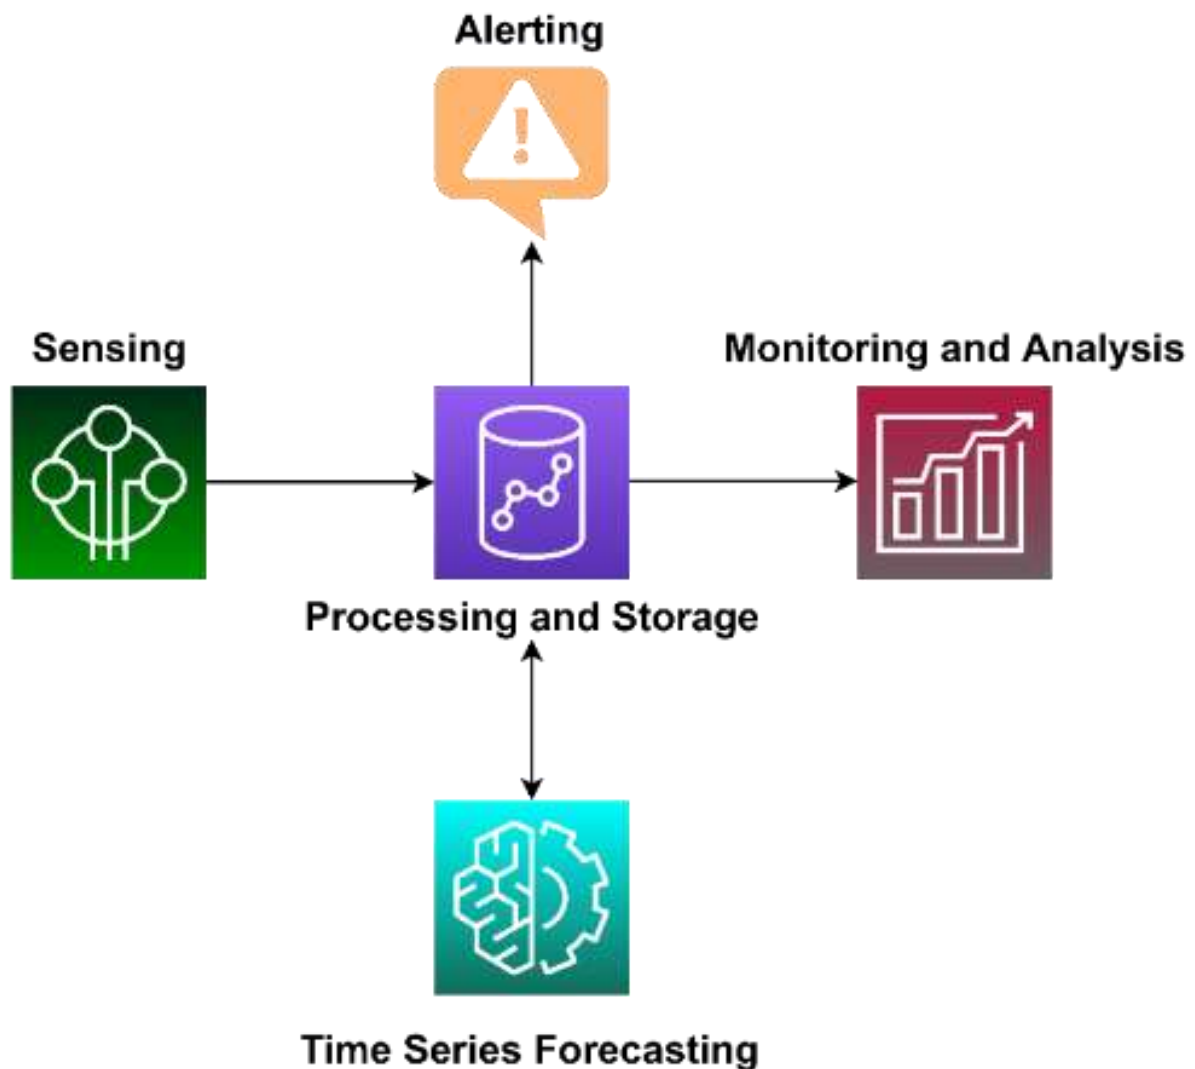 Alerting
Sensing
Monitoring and Analysis
Processing and Storage
Time Series Forecasting